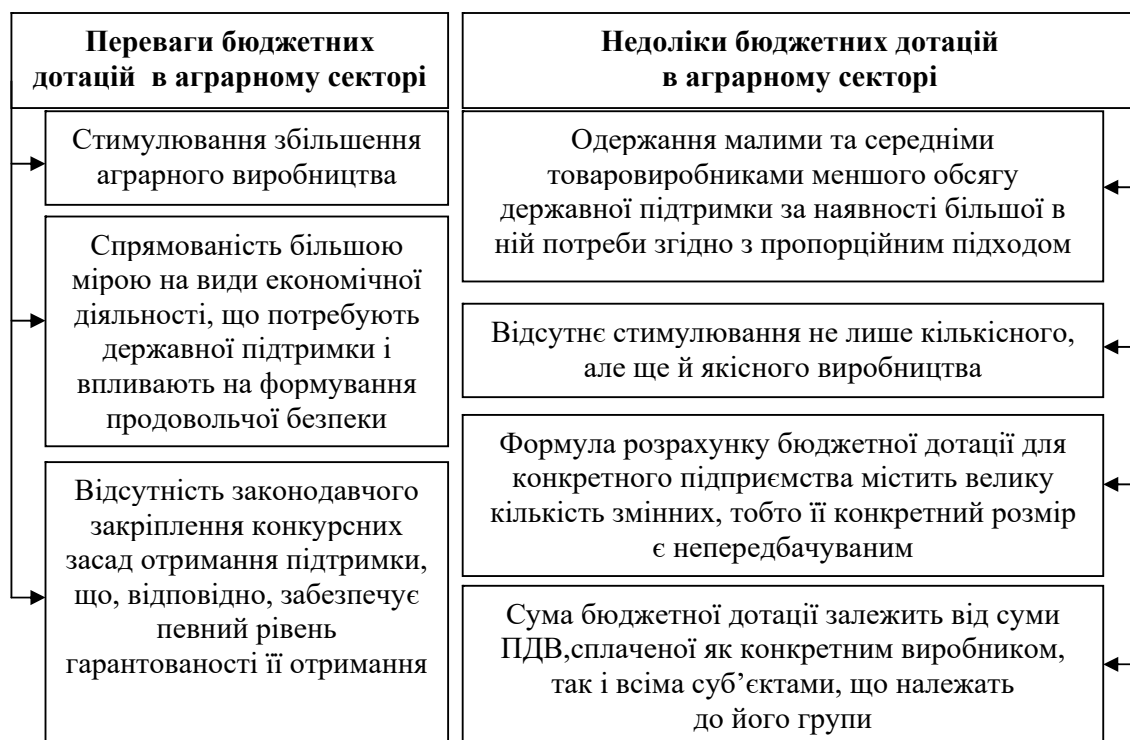 Переваги бюджетних
дотацій в аграрному секторі
Стимулювання збільшення
аграрного виробництва
Спрямованість більшою
мірою на види економічної
діяльності, що потребують
державної підтримки і
впливають на формування
продовольчої безпеки
Відсутність законодавчого
закріплення конкурсних
засад отримання підтримки,
що, відповідно, забезпечує
певний рівень
гарантованості її отримання
Недоліки бюджетних дотацій
в аграрному секторі
Одержання малими та середніми
товаровиробниками меншого обсягу
державної підтримки за наявності більшої в
ній потреби згідно з пропорційним підходом
Відсутнє стимулювання не лише кількісного,
але ще й якісного виробництва
Формула розрахунку бюджетної дотації для
конкретного підприємства містить велику
кількість змінних, тобто її конкретний розмір
є непередбачуваним
Сума бюджетної дотації залежить від суми
ПДВ,сплаченої як конкретним виробником,
так і всіма суб’єктами, що належать
до його групи